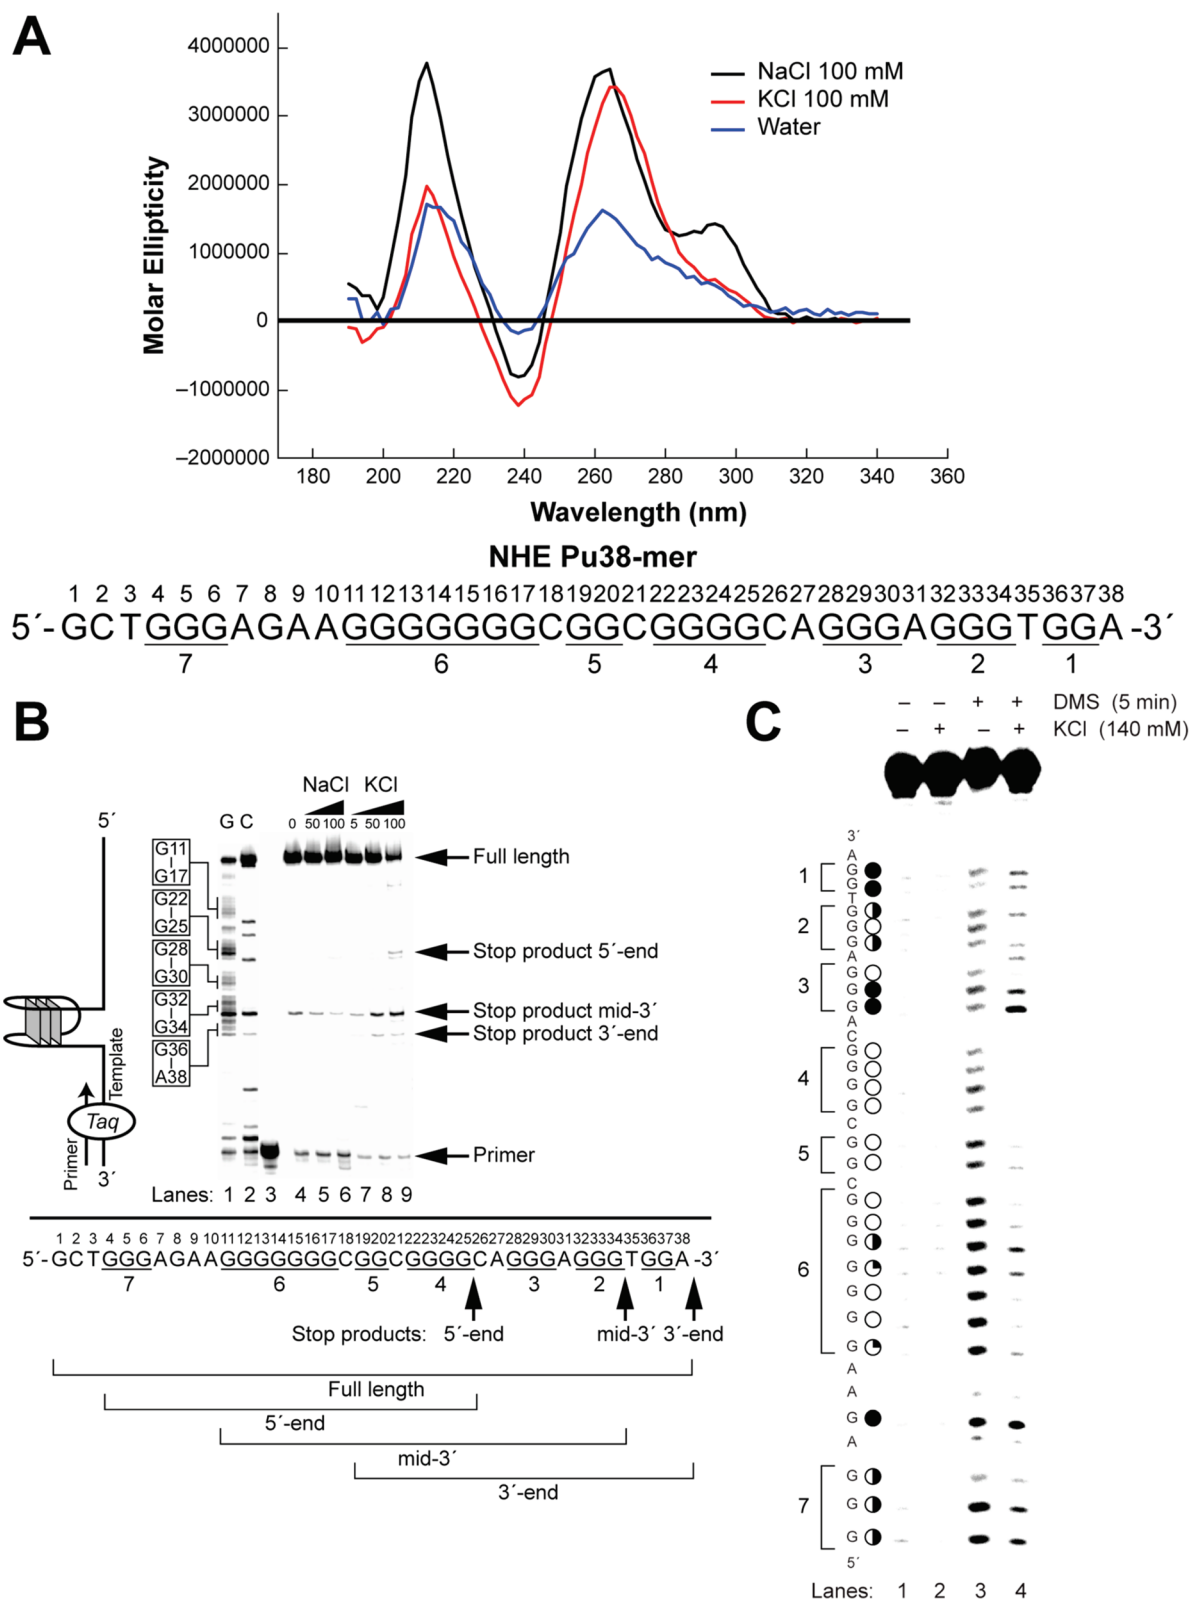 A
4000000
3000000
2000000
1000000
0
–1000000
–2000000
Molar Ellipticity
NaCl 100 mM
KCl 100 mM
Water
180 200 220 240 260 280 300 320 340 360
Wavelength (nm)
NHE Pu38-mer
1 2 3 4 5 6 7 8 9 10 11 12 13 14 15 16 17 18 19 20 21 22 23 24 25 26 27 28 29 30 31 32 33 34 35 36 37 38
5´-GCTGGGAGAAGGGGGGGCGGCGGGGCAGGGAGGGTGGA-3´
7 6 5 4 3 2 1
B
NaCl KCl
G C 0 50 100 5 50 100
5´
G11
G17
G22
G25
G28
G30
G32
G34
G36
A38
Full length
Stop product 5´-end
Stop product mid-3´
Stop product 3´-end
Primer
Template
Taq
Primer
3´
Lanes: 1 2 3 4 5 6 7 8 9
1 2 3 4 5 6 7 8 9 10 11 12 13 14 15 16 17 18 19 20 21 22 23 24 25 26 27 28 29 30 31 32 33 34 35 36 37 38
5´-GCTGGGAGAAGGGGGGGCGGCGGGGCAGGGAGGGTGGA-3´
7 6 5 4 3 2 1
Stop products: 5´-end mid-3´ 3´-end
Full length
5´-end
mid-3´
3´-end
C
– – + + DMS (5 min)
– + – + KCl (140 mM)
3´
A
1 G
G
T
G
2 G
G
A
G
3 G
G
A
C
G
G
4 G
G
C
5 G
G
C
G
G
G
6 G
G
G
G
A
A
G
A
G
7 G
G
5´
Lanes: 1 2 3 4